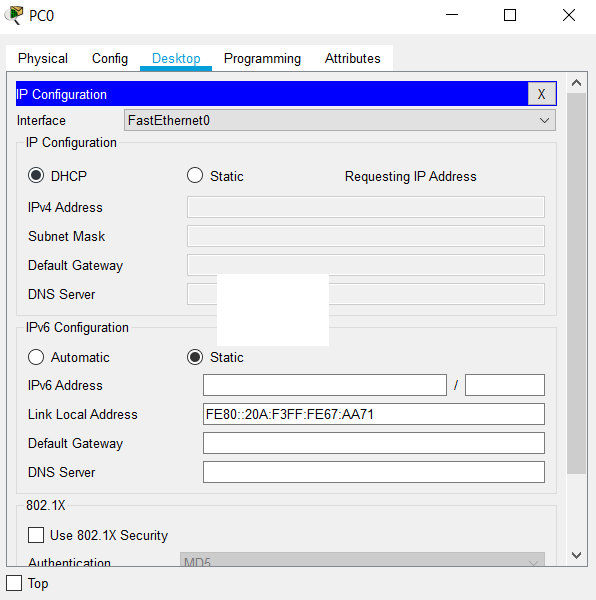 PC0
Physical Config Desktop Programming Attributes
IP Configuration X
Interface FastEthernet0
IP Configuration
DHCP Static Requesting IP Address
IPv4 Address
Subnet Mask
Default Gateway
DNS Server
IPv6 Configuration
Automatic Static
IPv6 Address /
Link Local Address FE80::20A:F3FF:FE67:AA71
Default Gateway
DNS Server
802.1X
Use 802.1X Security
Authentication MD5
Top